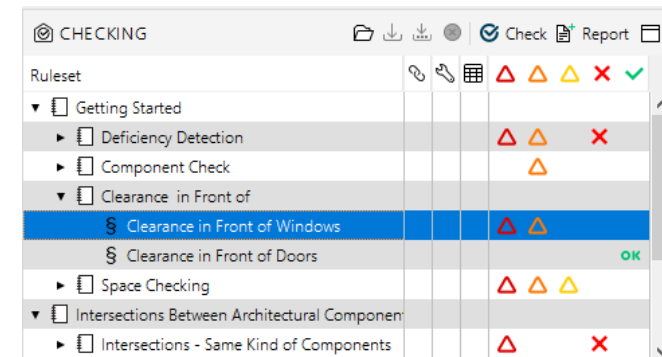 CHECKING Check Report
Ruleset
Getting Started
Deficiency Detection
Component Check
Clearance in Front of
§ Clearance in Front of Windows
§ Clearance in Front of Doors OK
Space Checking
Intersections Between Architectural Componen
Intersections - Same Kind of Components